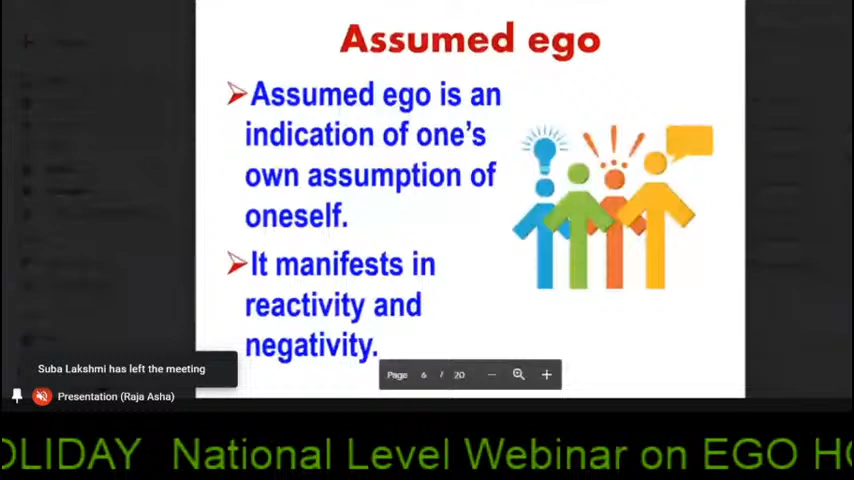 Assumed ego
Assumed ego is an
indication of one's
own assumption of
oneself.
It manifests in
reactivity and
negativity.
Suba Lakshmi has left the meeting
Page 6 / 20
Presentation (Raja Asha)
OLIDAY National Level Webinar on EGO HO